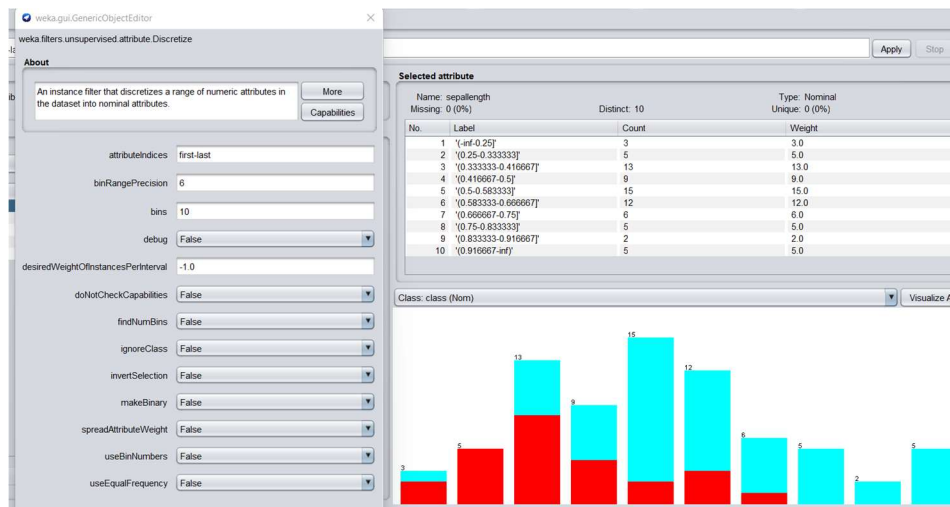 weka.gui.GenericObjectEditor
weka.filters.unsupervised.attribute.Discretize
About
An instance filter that discretizes a range of numeric attributes in
the dataset into nominal attributes.
More
Capabilities
attributeIndices first-last
binRangePrecision 6
bins 10
debug False
desiredWeightOfInstancesPerInterval -1.0
doNotCheckCapabilities False
findNumBins False
ignoreClass False
invertSelection False
makeBinary False
spreadAttributeWeight False
useBinNumbers False
useEqualFrequency False
Apply Stop
Selected attribute
Name: sepallength Type: Nominal
Missing: 0 (0%) Distinct: 10 Unique: 0 (0%)
No. Label Count Weight
1 '(-inf-0.25]' 3 3.0
2 '(0.25-0.333333]' 5 5.0
3 '(0.333333-0.416667]' 13 13.0
4 '(0.416667-0.5]' 9 9.0
5 '(0.5-0.583333]' 15 15.0
6 '(0.583333-0.666667]' 12 12.0
7 '(0.666667-0.75]' 6 6.0
8 '(0.75-0.833333]' 5 5.0
9 '(0.833333-0.916667]' 2 2.0
10 '(0.916667-inf)' 5 5.0
Class: class (Nom) Visualize A
3 5 13 9 15 12 6 5 2 5